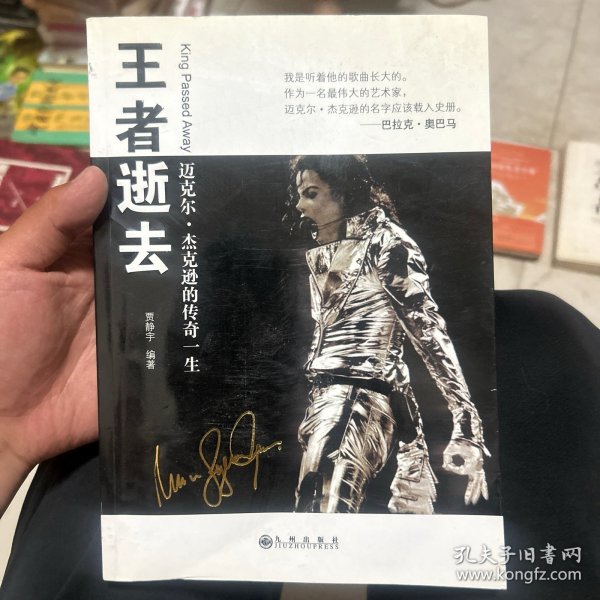 王者逝去
King Passed Away
迈克尔·杰克逊的传奇一生
贾静宇 编著
我是听着他的歌曲长大的。
作为一名最伟大的艺术家，
迈克尔·杰克逊的名字应该载入史册。
——巴拉克·奥巴马
九州出版社
JIUZHOUPRESS
孔夫子旧书网
www.kongfz.com